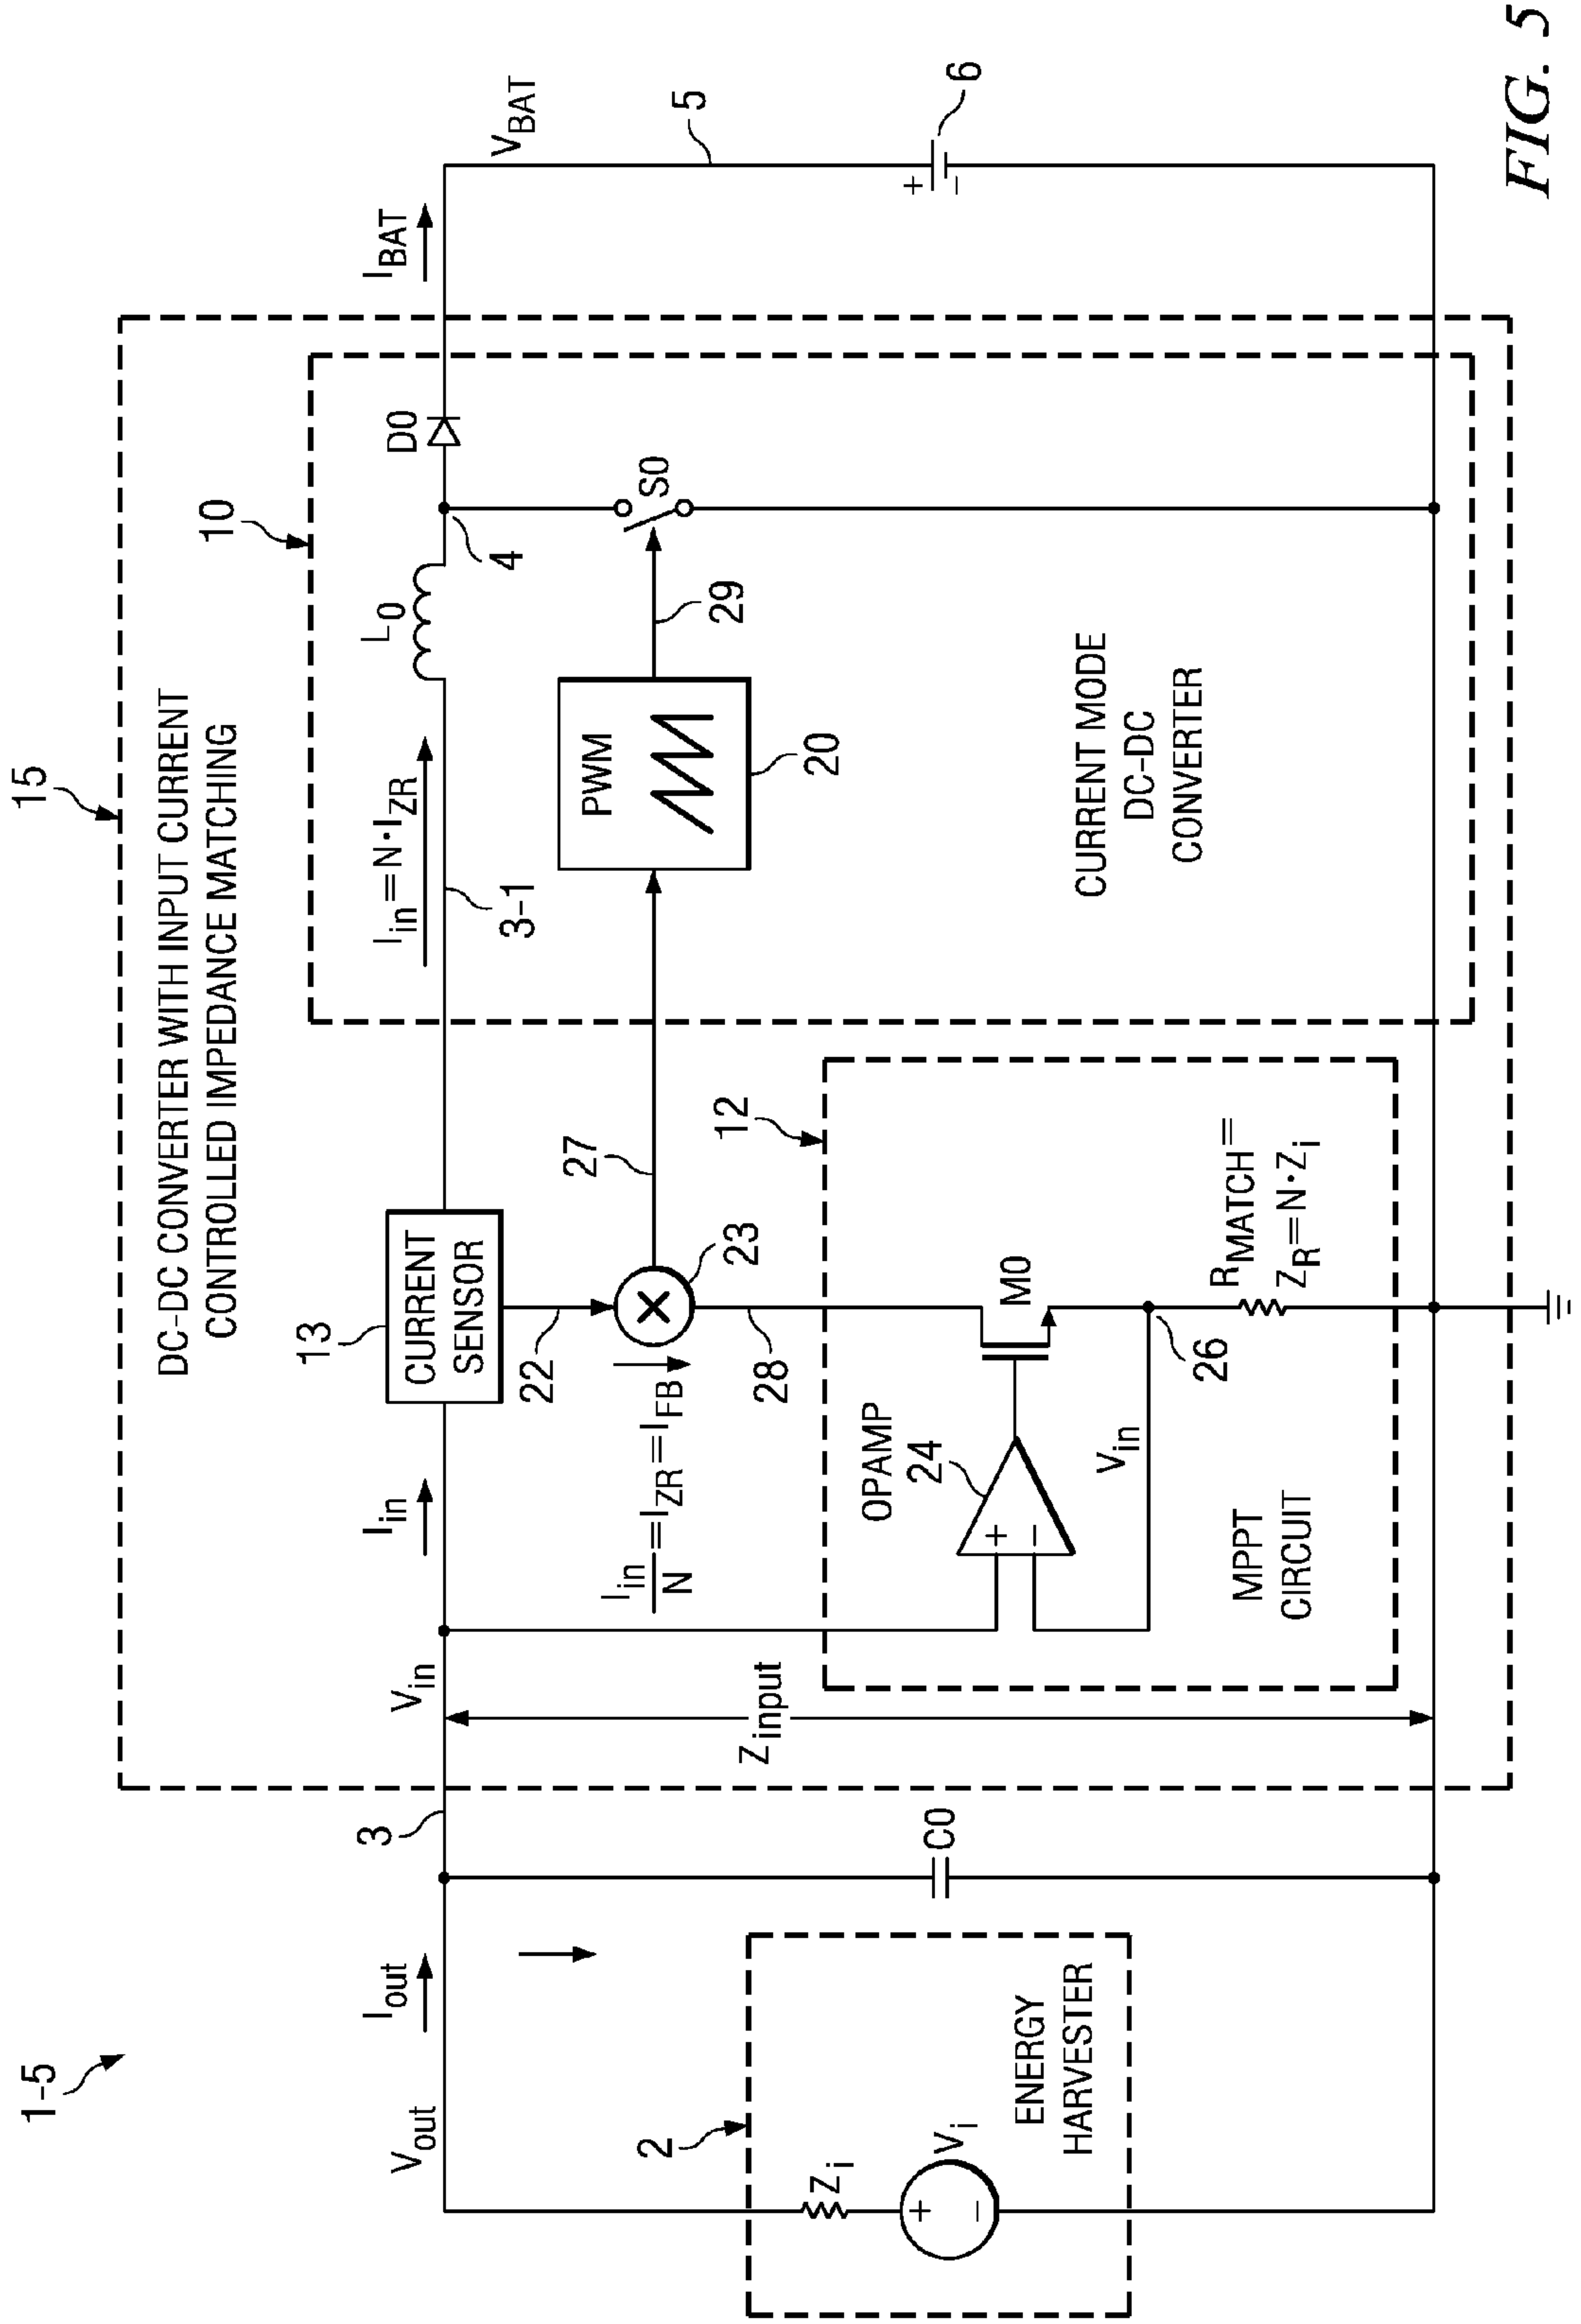 1-5
15
DC-DC CONVERTER WITH INPUT CURRENT
CONTROLLED IMPEDANCE MATCHING
10
V_out
I_out
3
V_in
I_in
13
CURRENT
SENSOR
I_in=N·I_ZR
3-1
L_0
4
D0
I_BAT
V_BAT
5
22
I_in/N=I_ZR=I_FB
23
27
28
PWM
20
29
S0
2
Z_i
+
−
V_i
ENERGY
HARVESTER
C0
Z_input
12
OPAMP
24
+
−
V_in
M0
26
R_MATCH=
Z_R=N·Z_i
MPPT
CIRCUIT
CURRENT MODE
DC-DC
CONVERTER
+
−
6
FIG. 5